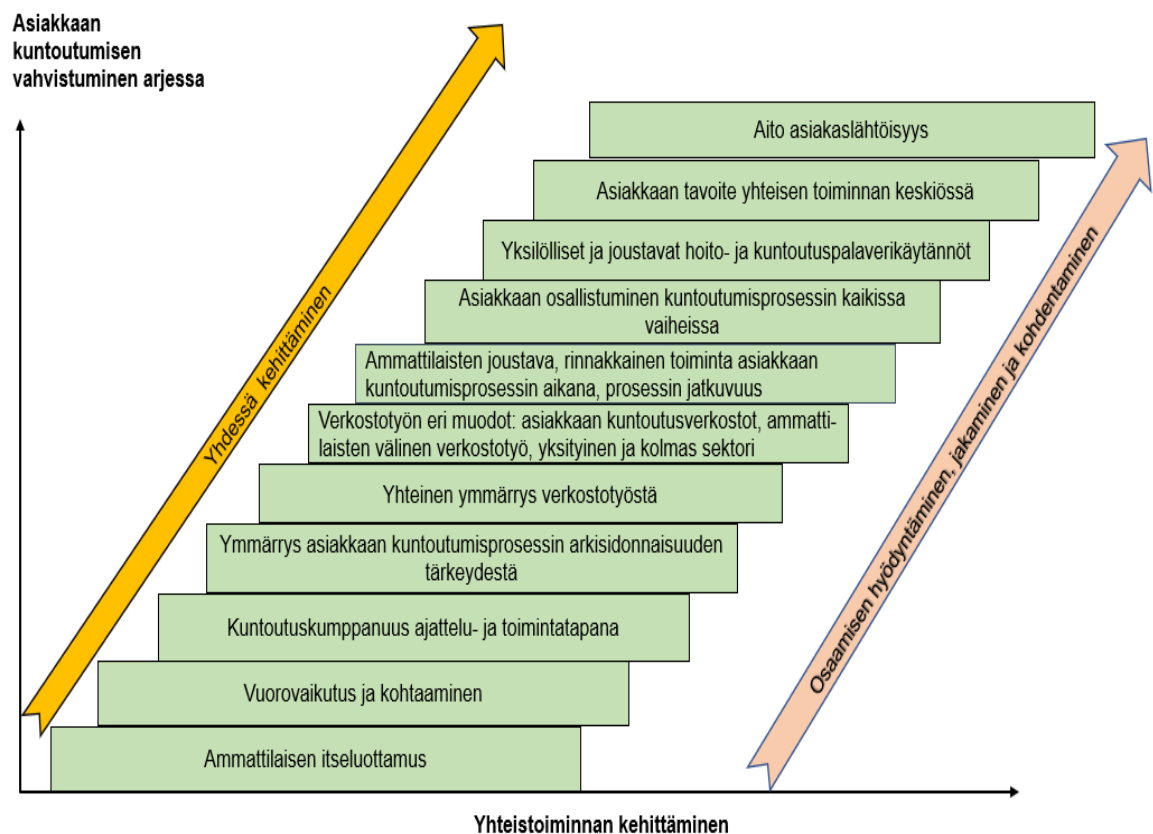 Asiakkaan
kuntoutumisen
vahvistuminen arjessa
Yhdessä kehittäminen
Aito asiakaslähtöisyys
Asiakkaan tavoite yhteisen toiminnan keskiössä
Yksilölliset ja joustavat hoito- ja kuntoutuspalaverikäytännöt
Asiakkaan osallistuminen kuntoutumisprosessin kaikissa
vaiheissa
Ammattilaisten joustava, rinnakkainen toiminta asiakkaan
kuntoutumisprosessin aikana, prosessin jatkuvuus
Verkostotyön eri muodot: asiakkaan kuntoutusverkostot, ammatti-
laisten välinen verkostotyö, yksityinen ja kolmas sektori
Yhteinen ymmärrys verkostotyöstä
Ymmärrys asiakkaan kuntoutumisprosessin arkisidonnaisuuden
tärkeydestä
Kuntoutuskumppanuus ajattelu- ja toimintatapana
Vuorovaikutus ja kohtaaminen
Ammattilaisen itseluottamus
Osaamisen hyödyntäminen, jakaminen ja kohdentaminen
Yhteistoiminnan kehittäminen